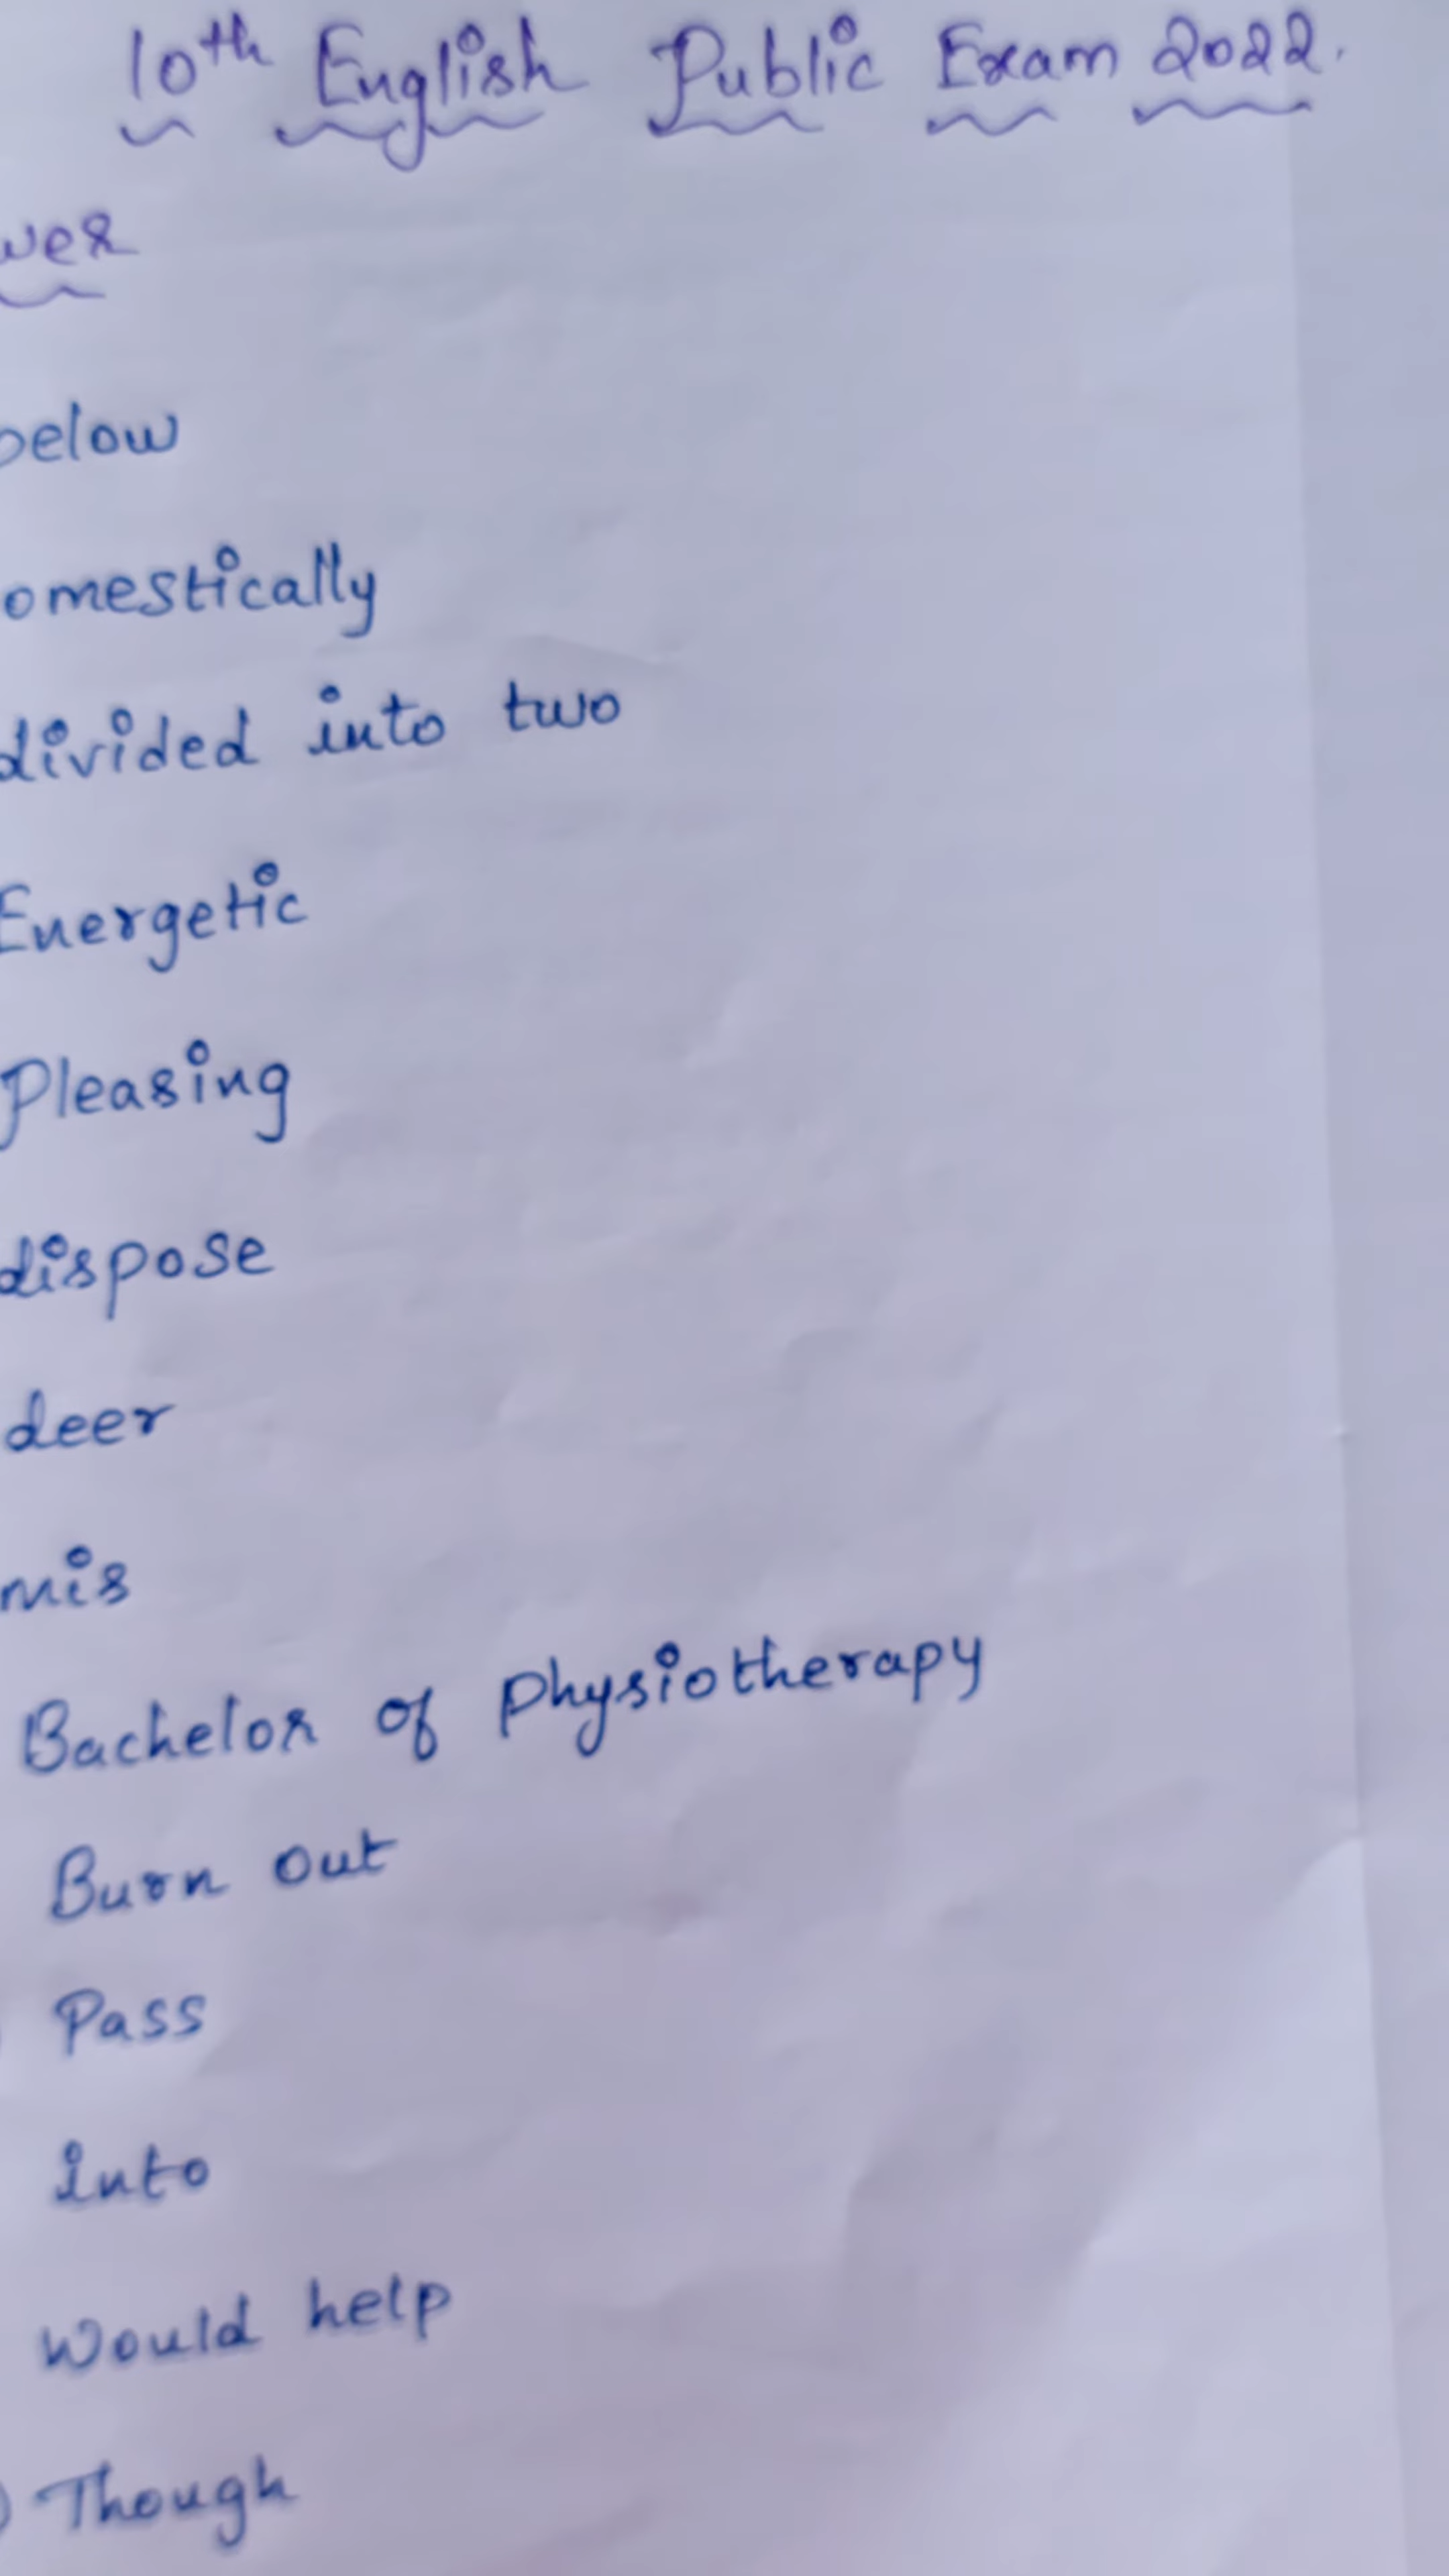 10th English Public Exam 2022.
wer
below
omestically
divided into two
Energetic
Pleasing
dispose
deer
mis
Bachelor of Physiotherapy
Burn out
Pass
into
Would help
) Though